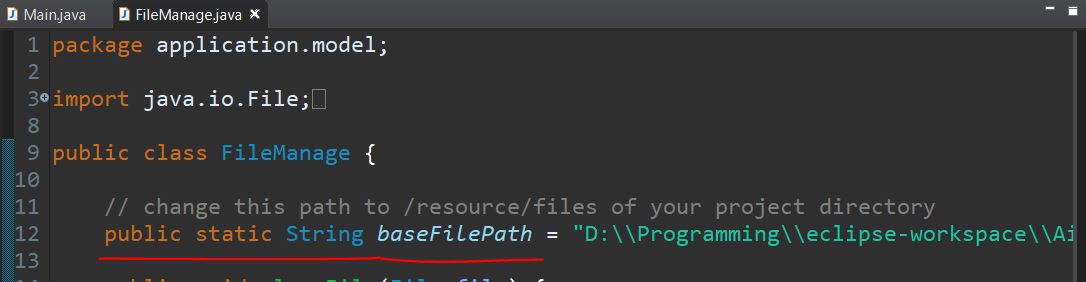 Main.java
FileManage.java
1 package application.model;
2
3 import java.io.File;
8
9 public class FileManage {
10
11 // change this path to /resource/files of your project directory
12 public static String baseFilePath = "D:\\Programming\\eclipse-workspace\\Ai
13